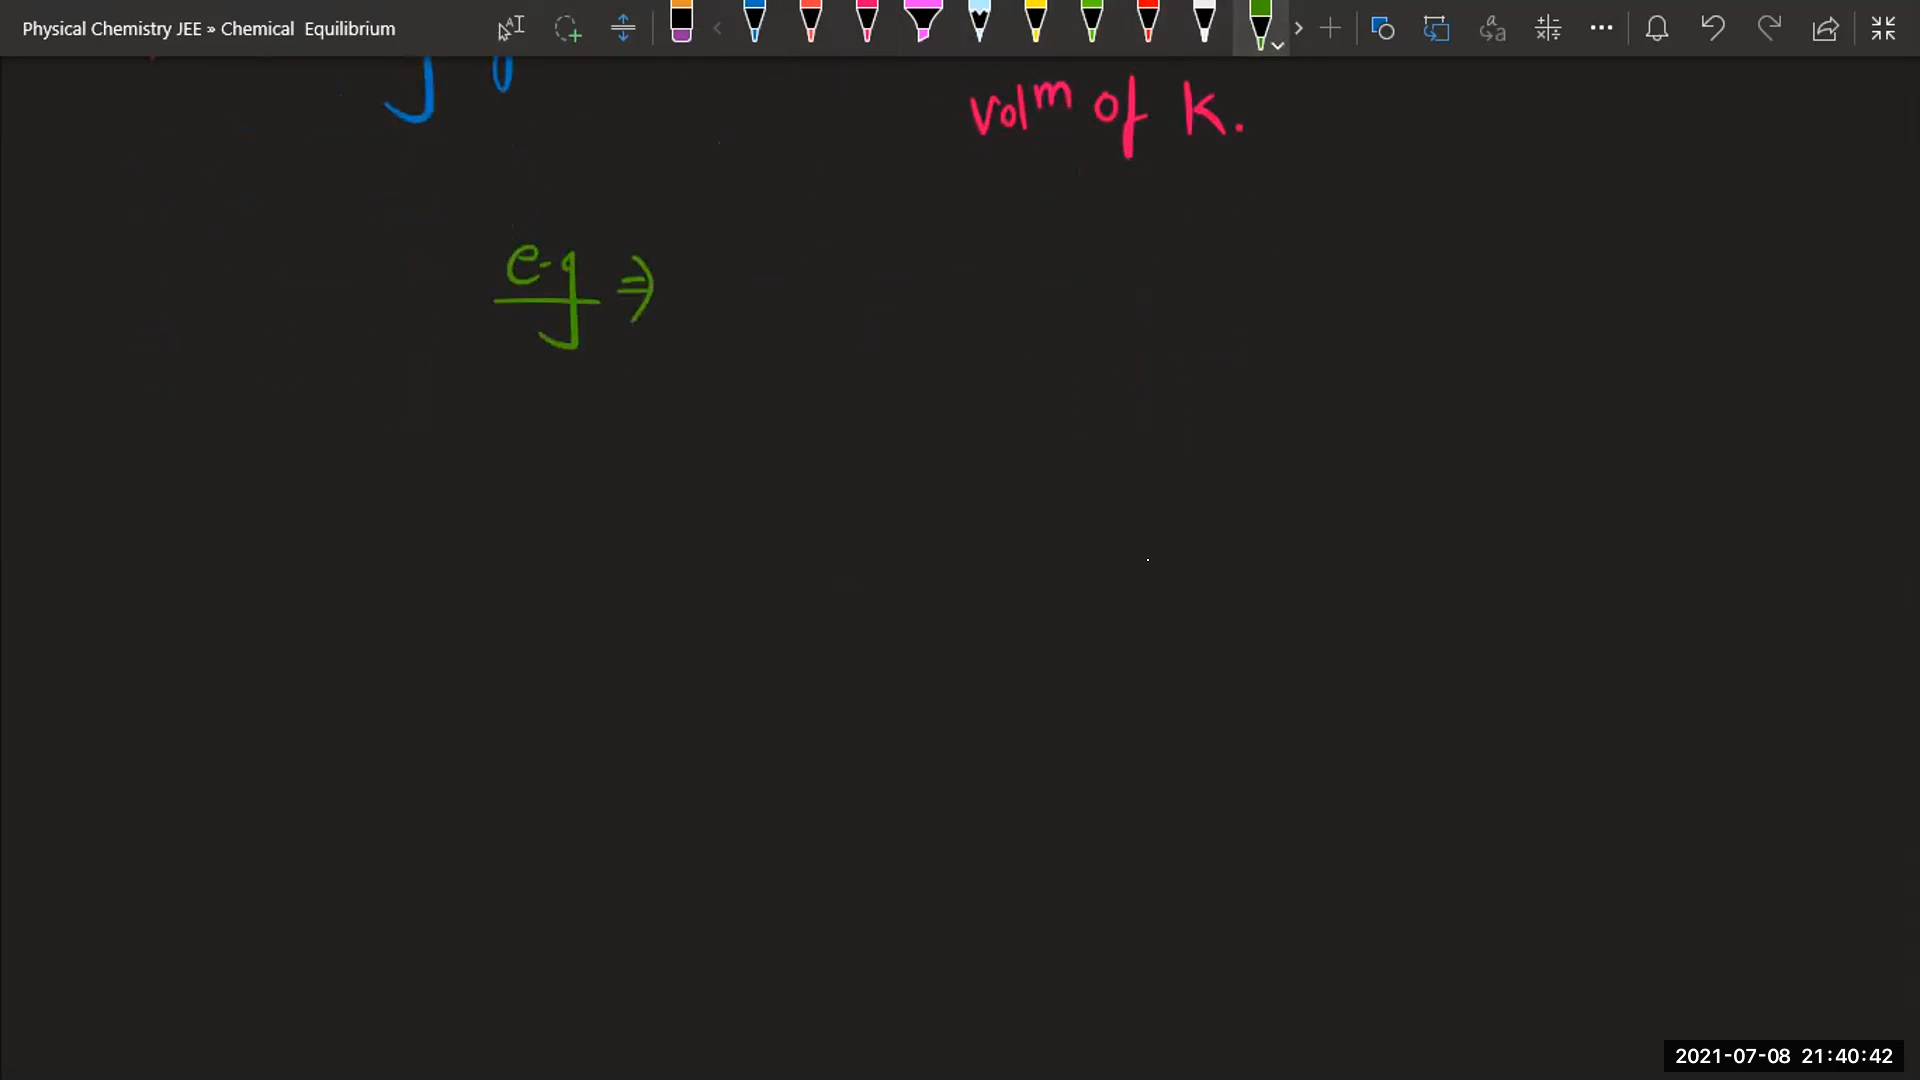 Physical Chemistry JEE » Chemical Equilibrium
volᵐ of K.
e.g ⇒
2021-07-08 21:40:42